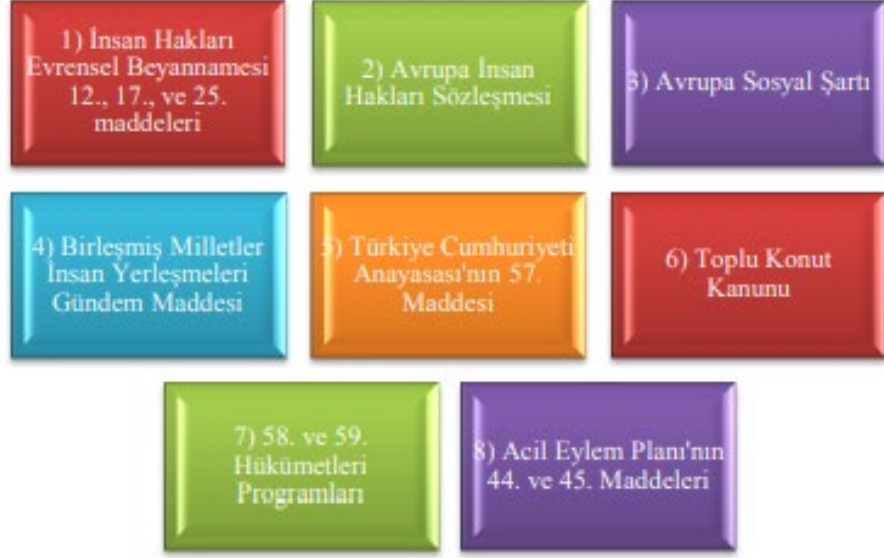 1) İnsan Hakları
Evrensel Beyannamesi
12., 17., ve 25.
maddeleri
2) Avrupa İnsan
Hakları Sözleşmesi
3) Avrupa Sosyal Şartı
4) Birleşmiş Milletler
İnsan Yerleşmeleri
Gündem Maddesi
5) Türkiye Cumhuriyeti
Anayasası'nın 57.
Maddesi
6) Toplu Konut
Kanunu
7) 58. ve 59.
Hükümetleri
Programları
8) Acil Eylem Planı'nın
44. ve 45. Maddeleri